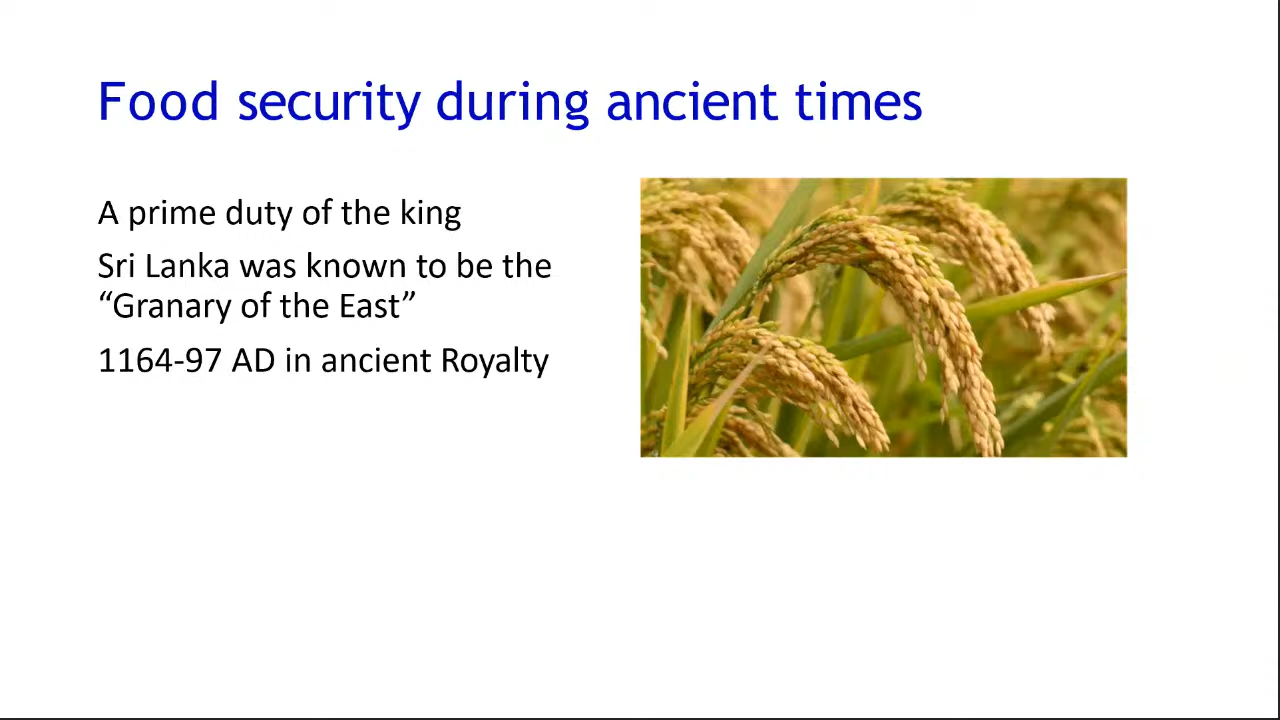 Food security during ancient times
A prime duty of the king
Sri Lanka was known to be the
“Granary of the East”
1164-97 AD in ancient Royalty